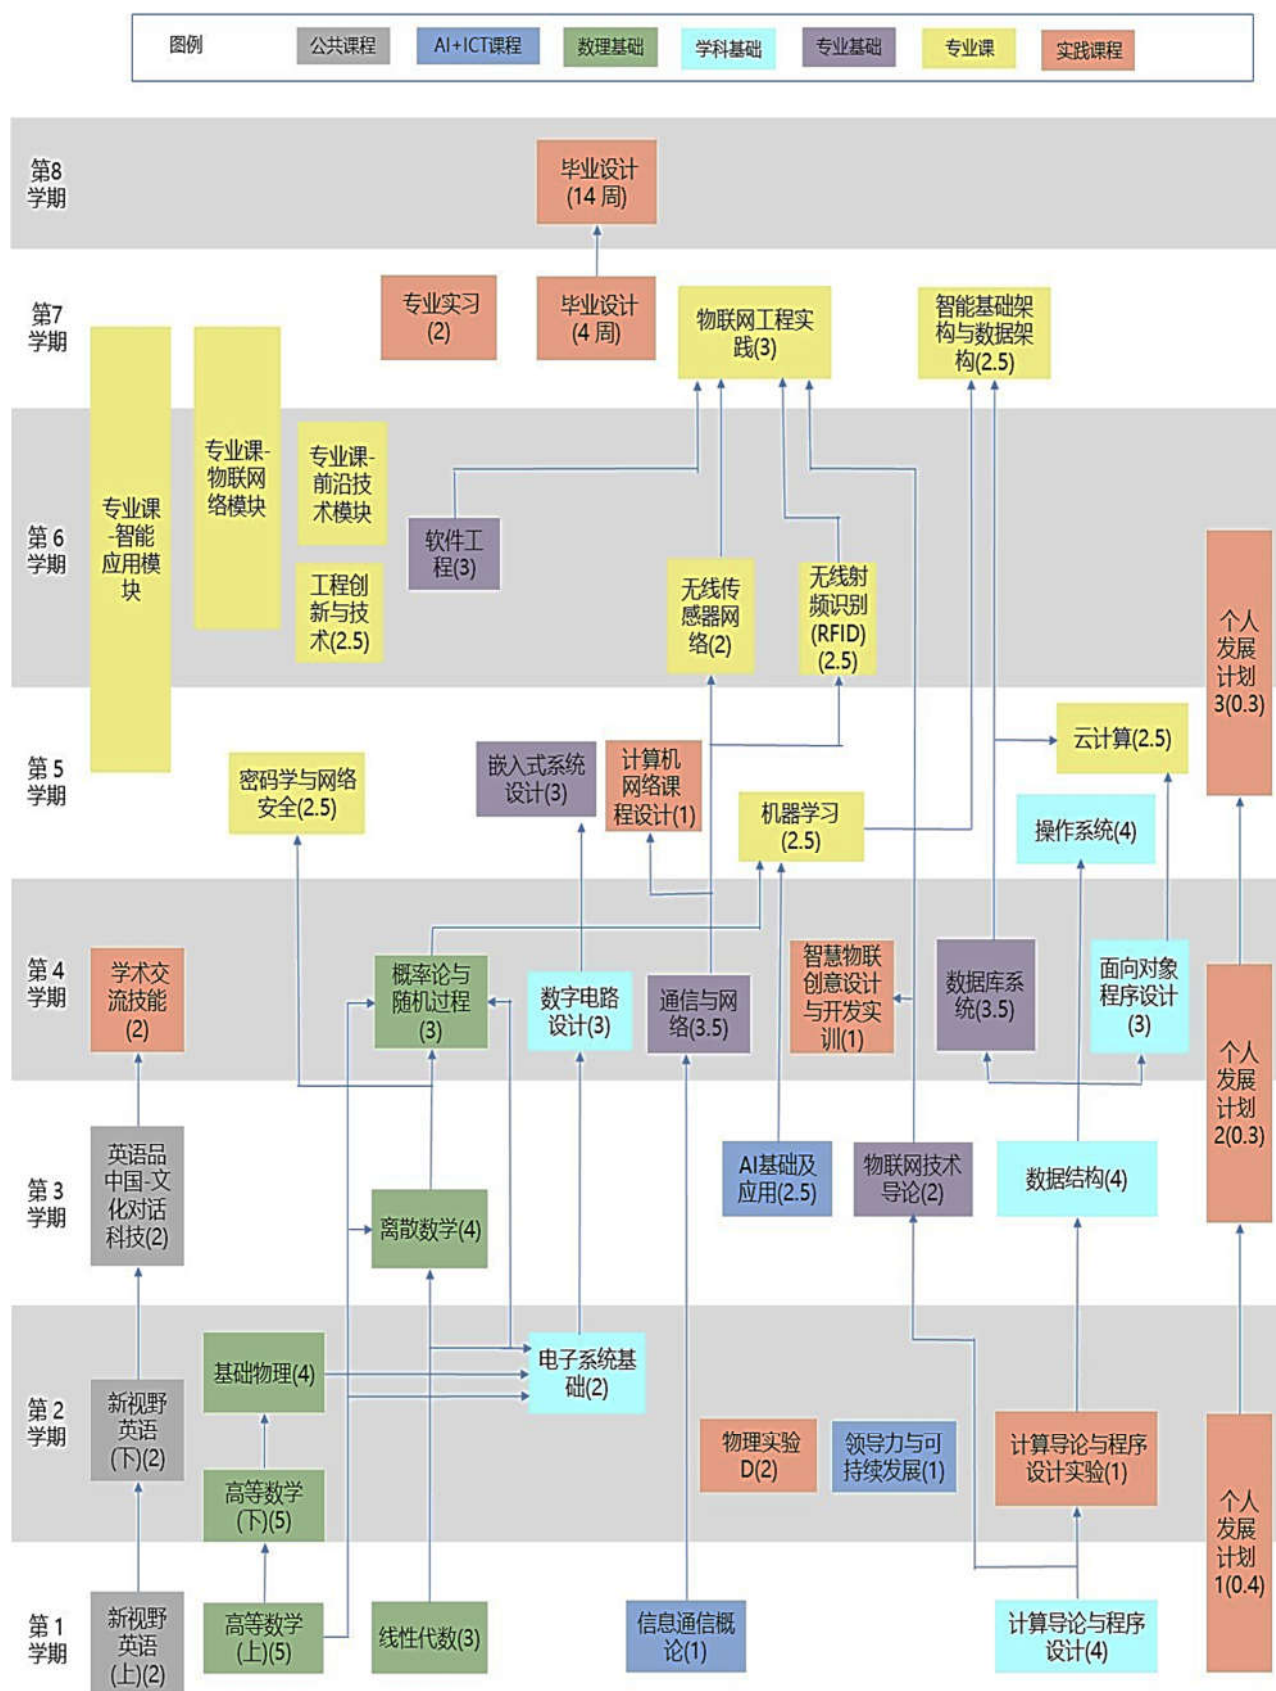 图例
公共课程
AI+ICT课程
数理基础
学科基础
专业基础
专业课
实践课程
第8
学期
毕业设计
(14 周)
第7
学期
专业实习
(2)
毕业设计
(4 周)
物联网工程实
践(3)
智能基础架
构与数据架
构(2.5)
第 6
学期
专业课
-智能
应用模
块
专业课-
物联网
络模块
专业课-
前沿技
术模块
工程创
新与技
术(2.5)
软件工
程(3)
无线传
感器网
络(2)
无线射
频识别
(RFID)
(2.5)
个人
发展
计划
3(0.3)
第 5
学期
密码学与网络
安全(2.5)
嵌入式系统
设计(3)
计算机
网络课
程设计(1)
机器学习
(2.5)
云计算(2.5)
操作系统(4)
第 4
学期
学术交
流技能
(2)
概率论与
随机过程
(3)
数字电路
设计(3)
通信与网
络(3.5)
智慧物联
创意设计
与开发实
训(1)
数据库系
统(3.5)
面向对象
程序设计
(3)
个人
发展
计划
2(0.3)
第 3
学期
英语品
中国-文
化对话
科技(2)
离散数学(4)
AI基础及
应用(2.5)
物联网技术
导论(2)
数据结构(4)
第 2
学期
新视野
英语
(下)(2)
基础物理(4)
高等数学
(下)(5)
电子系统基
础(2)
物理实验
D(2)
领导力与可
持续发展(1)
计算导论与程序
设计实验(1)
个人
发展
计划
1(0.4)
第 1
学期
新视野
英语
(上)(2)
高等数学
(上)(5)
线性代数(3)
信息通信概
论(1)
计算导论与程序
设计(4)